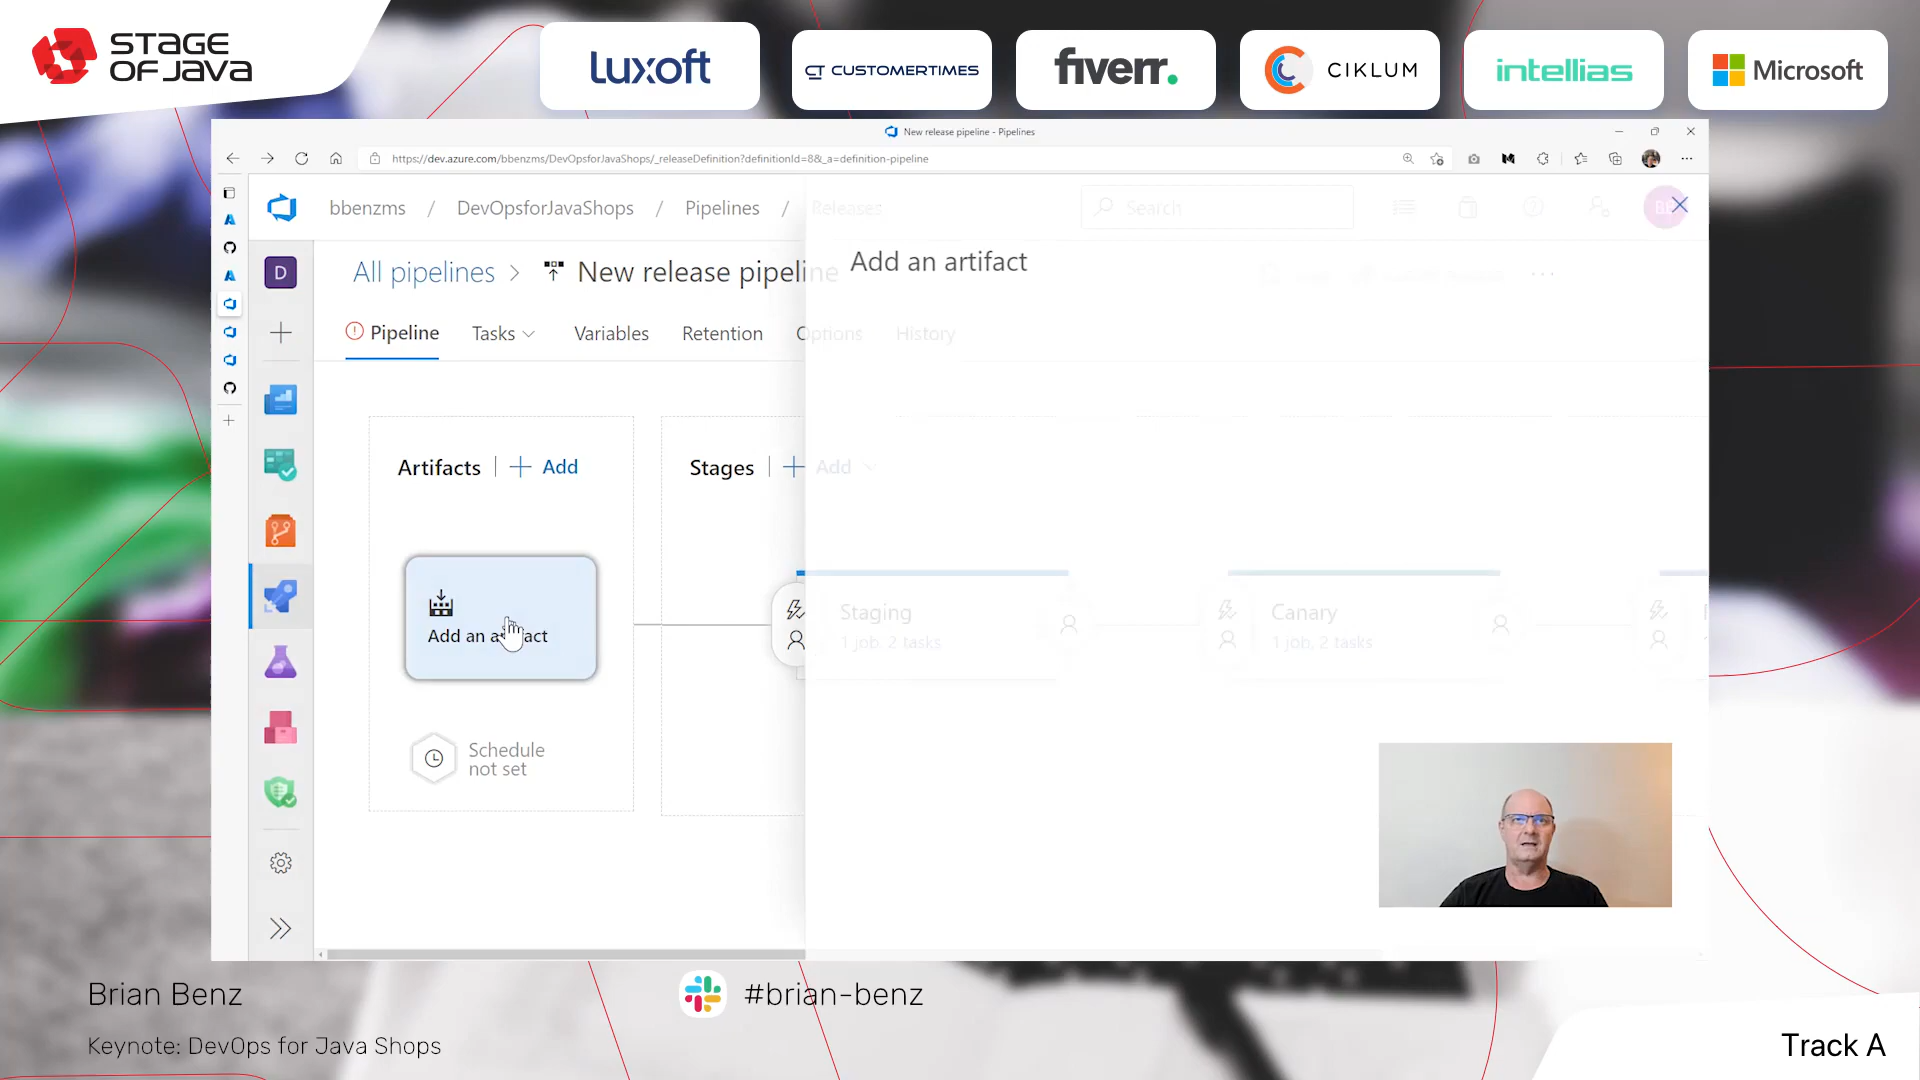 STAGE
OF JAVA
Luxoft
CT CUSTOMERTIMES
fiverr.
CIKLUM
intellias
Microsoft
New release pipeline - Pipelines
https://dev.azure.com/bbenzms/DevOpsforJavaShops/_releaseDefinition?definitionId=8&_a=definition-pipeline
bbenzms / DevOpsforJavaShops / Pipelines / Releases
Search
D
All pipelines > New release pipeline
Add an artifact
Pipeline
Tasks
Variables
Retention
Options
History
Artifacts | + Add
Stages | + Add
Add an artifact
Staging
1 job, 2 tasks
Canary
1 job, 2 tasks
Schedule
not set
Brian Benz
#brian-benz
Keynote: DevOps for Java Shops
Track A